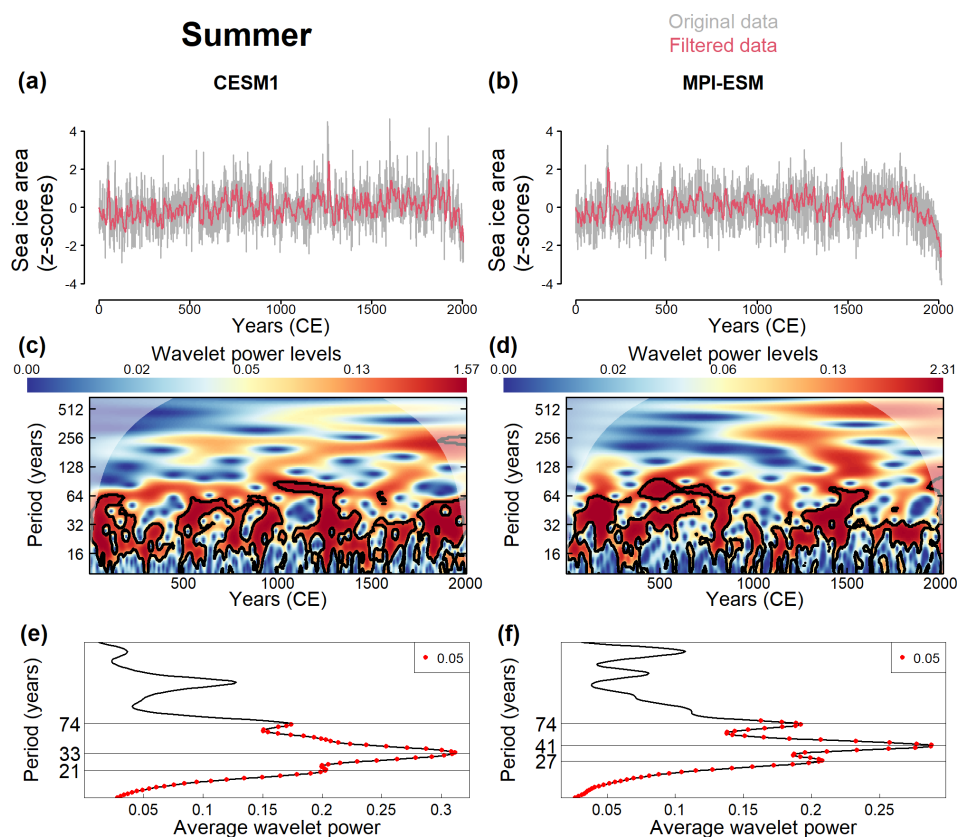 Summer
Original data
Filtered data
(a)
CESM1
(b)
MPI-ESM
Sea ice area
(z-scores)
4
2
0
-2
-4
0
500
1000
1500
2000
Years (CE)
Sea ice area
(z-scores)
4
2
0
-2
-4
0
500
1000
1500
2000
Years (CE)
(c)
Wavelet power levels
0.00
0.02
0.05
0.13
1.57
Period (years)
512
256
128
64
32
16
500
1000
1500
2000
Years (CE)
(d)
Wavelet power levels
0.00
0.02
0.06
0.13
2.31
Period (years)
512
256
128
64
32
16
500
1000
1500
2000
Years (CE)
(e)
0.05
Period (years)
74
33
21
0.05
0.1
0.15
0.2
0.25
0.3
Average wavelet power
(f)
0.05
Period (years)
74
41
27
0.05
0.1
0.15
0.2
0.25
Average wavelet power